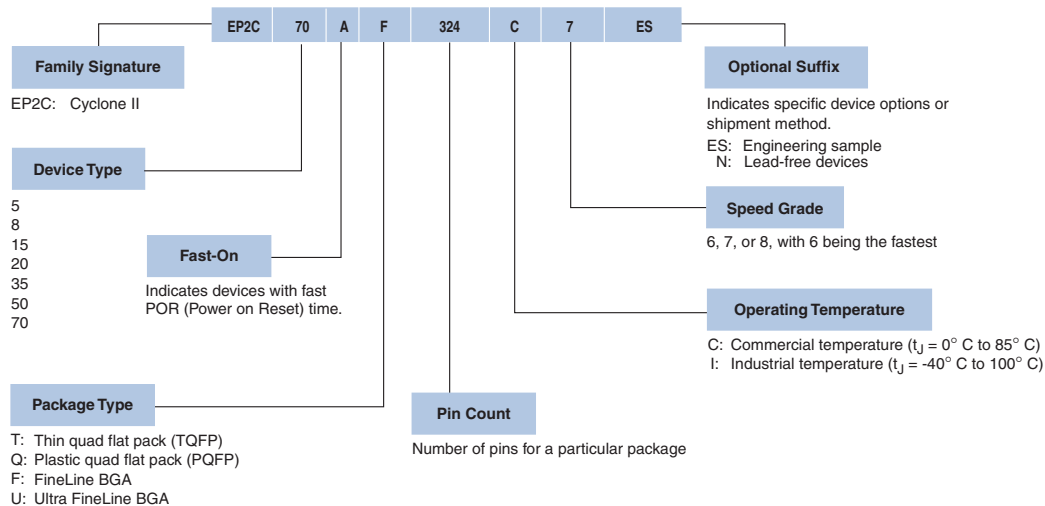 EP2C 70 A F 324 C 7 ES
Family Signature
EP2C: Cyclone II
Optional Suffix
Indicates specific device options or
shipment method.
ES: Engineering sample
N: Lead-free devices
Device Type
5
8
15
20
35
50
70
Speed Grade
6, 7, or 8, with 6 being the fastest
Fast-On
Indicates devices with fast
POR (Power on Reset) time.
Operating Temperature
C: Commercial temperature (tJ = 0° C to 85° C)
I: Industrial temperature (tJ = -40° C to 100° C)
Package Type
T: Thin quad flat pack (TQFP)
Q: Plastic quad flat pack (PQFP)
F: FineLine BGA
U: Ultra FineLine BGA
Pin Count
Number of pins for a particular package